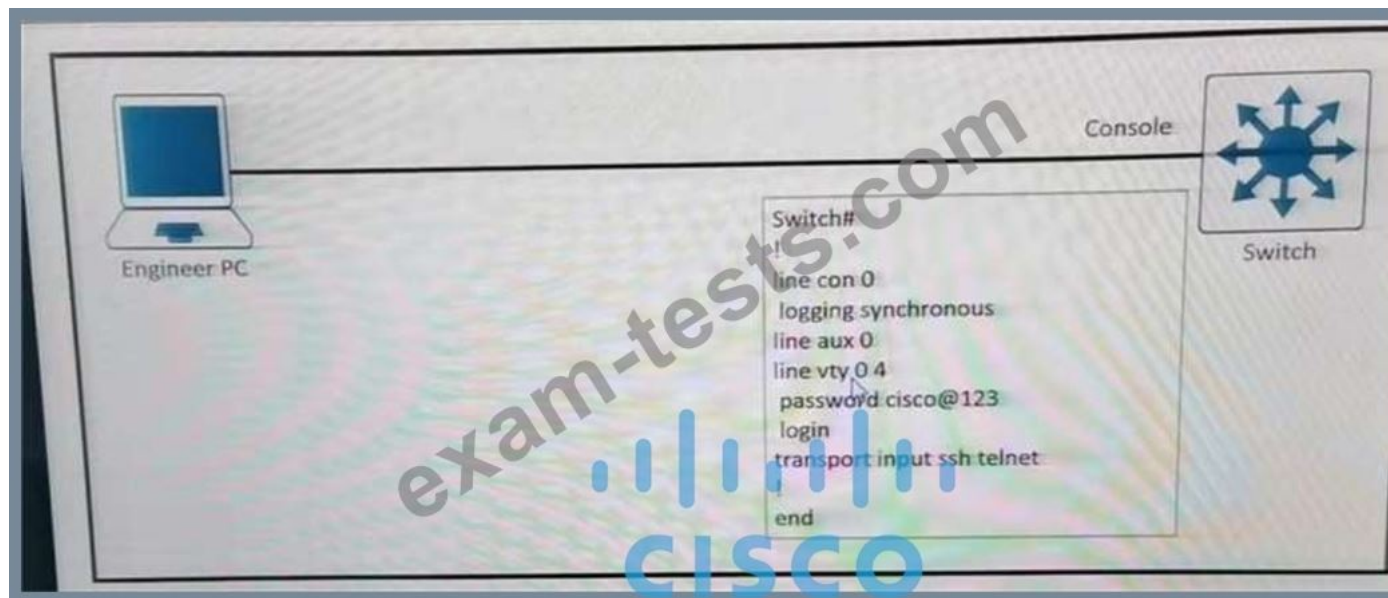 Console
Switch
Engineer PC
Switch#
!
line con 0
logging synchronous
line aux 0
line vty 0 4
password cisco@123
login
transport input ssh telnet
!
end
exam-tests.com
CISCO